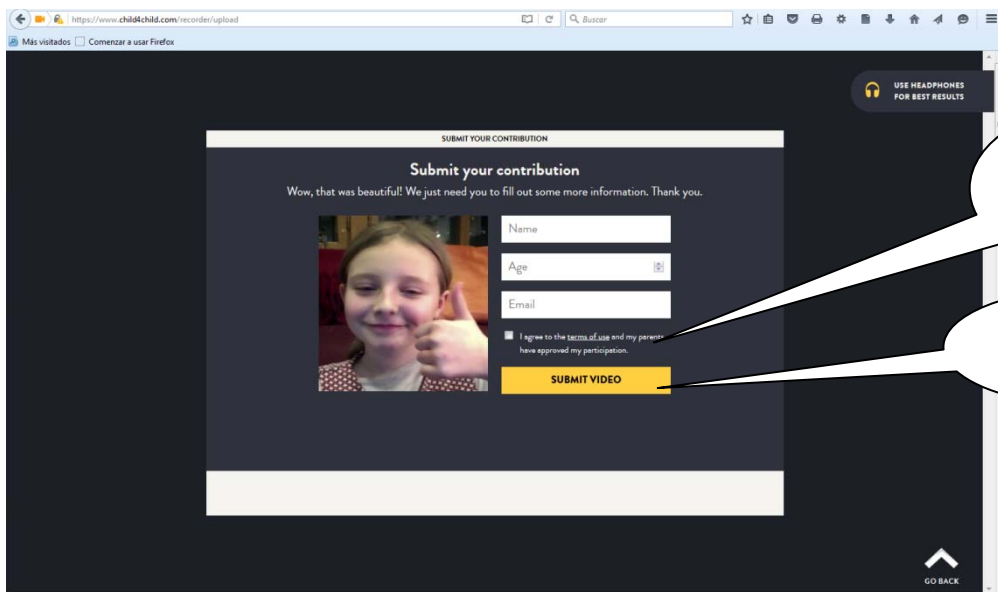 https://www.child4child.com/recorder/upload
Buscar
Más visitados
Comenzar a usar Firefox
USE HEADPHONES
FOR BEST RESULTS
SUBMIT YOUR CONTRIBUTION
Submit your contribution
Wow, that was beautiful! We just need you to fill out some more information. Thank you.
Name
Age
Email
I agree to the terms of use and my parents
have approved my participation.
SUBMIT VIDEO
GO BACK